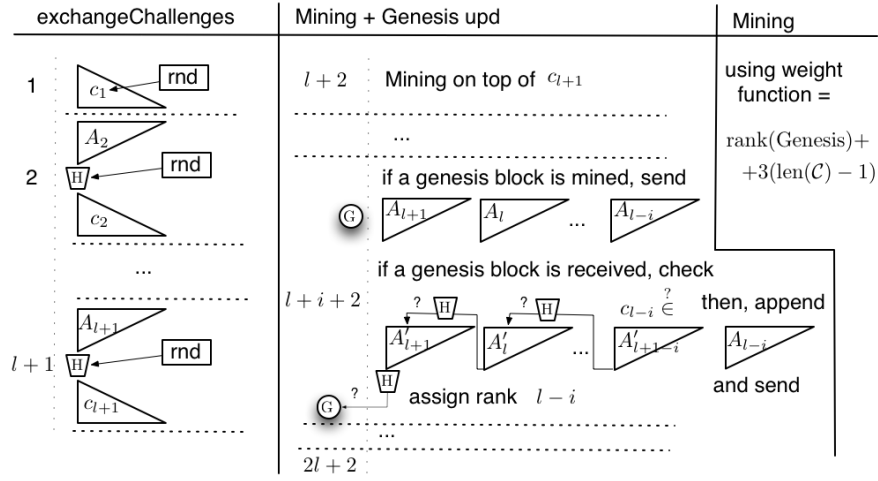 exchangeChallenges
1
c_1
rnd
A_2
2
H
rnd
c_2
...
A_{l+1}
l + 1
H
rnd
c_{l+1}
Mining + Genesis upd
l + 2
Mining on top of c_{l+1}
...
if a genesis block is mined, send
G
A_{l+1}
A_l
...
A_{l-i}
if a genesis block is received, check
l + i + 2
?
H
?
H
c_{l-i} ∈^?
then, append
A'_{l+1}
A'_l
...
A'_{l+1-i}
A_{l-i}
H
and send
G
?
assign rank l − i
...
2l + 2
Mining
using weight
function =
rank(Genesis)+
+3(len(𝒞) − 1)